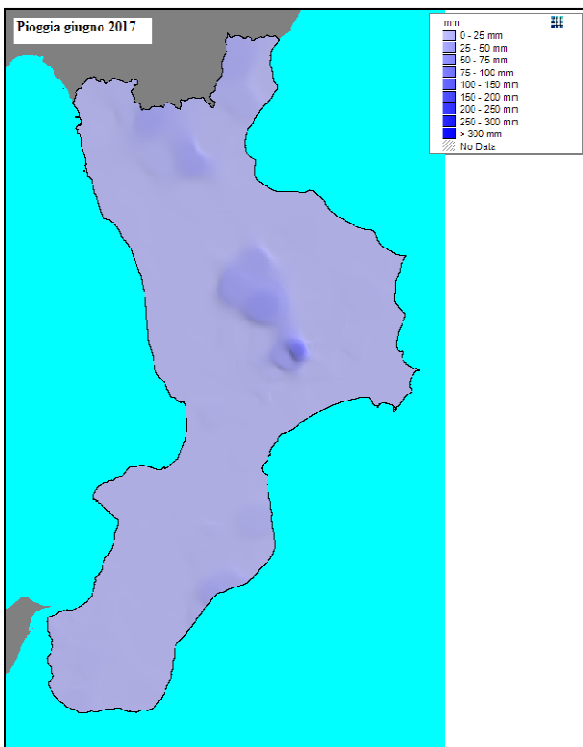 Pioggia giugno 2017
mm
0 - 25 mm
25 - 50 mm
50 - 75 mm
75 - 100 mm
100 - 150 mm
150 - 200 mm
200 - 250 mm
250 - 300 mm
> 300 mm
No Data